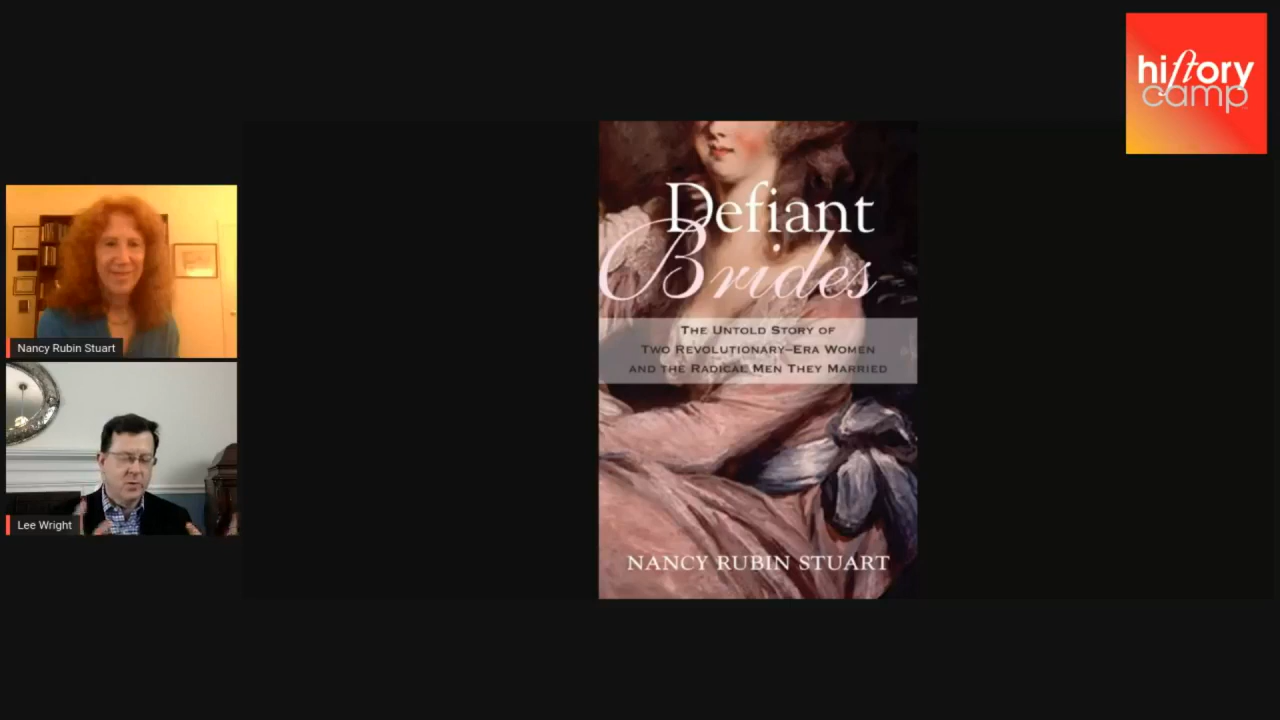 hiſtory
camp
Defiant
Brides
THE UNTOLD STORY OF
TWO REVOLUTIONARY–ERA WOMEN
AND THE RADICAL MEN THEY MARRIED
NANCY RUBIN STUART
Nancy Rubin Stuart
Lee Wright